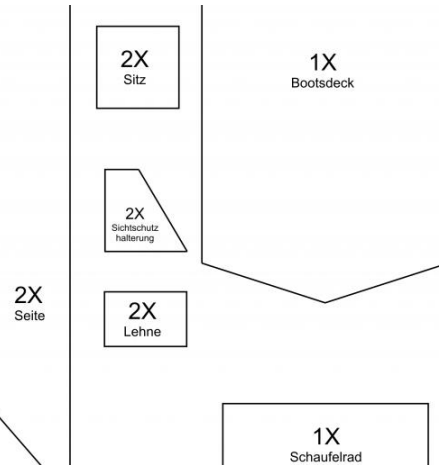 2X
Sitz
1X
Bootsdeck
2X
Sichtschutz
halterung
2X
Seite
2X
Lehne
1X
Schaufelrad